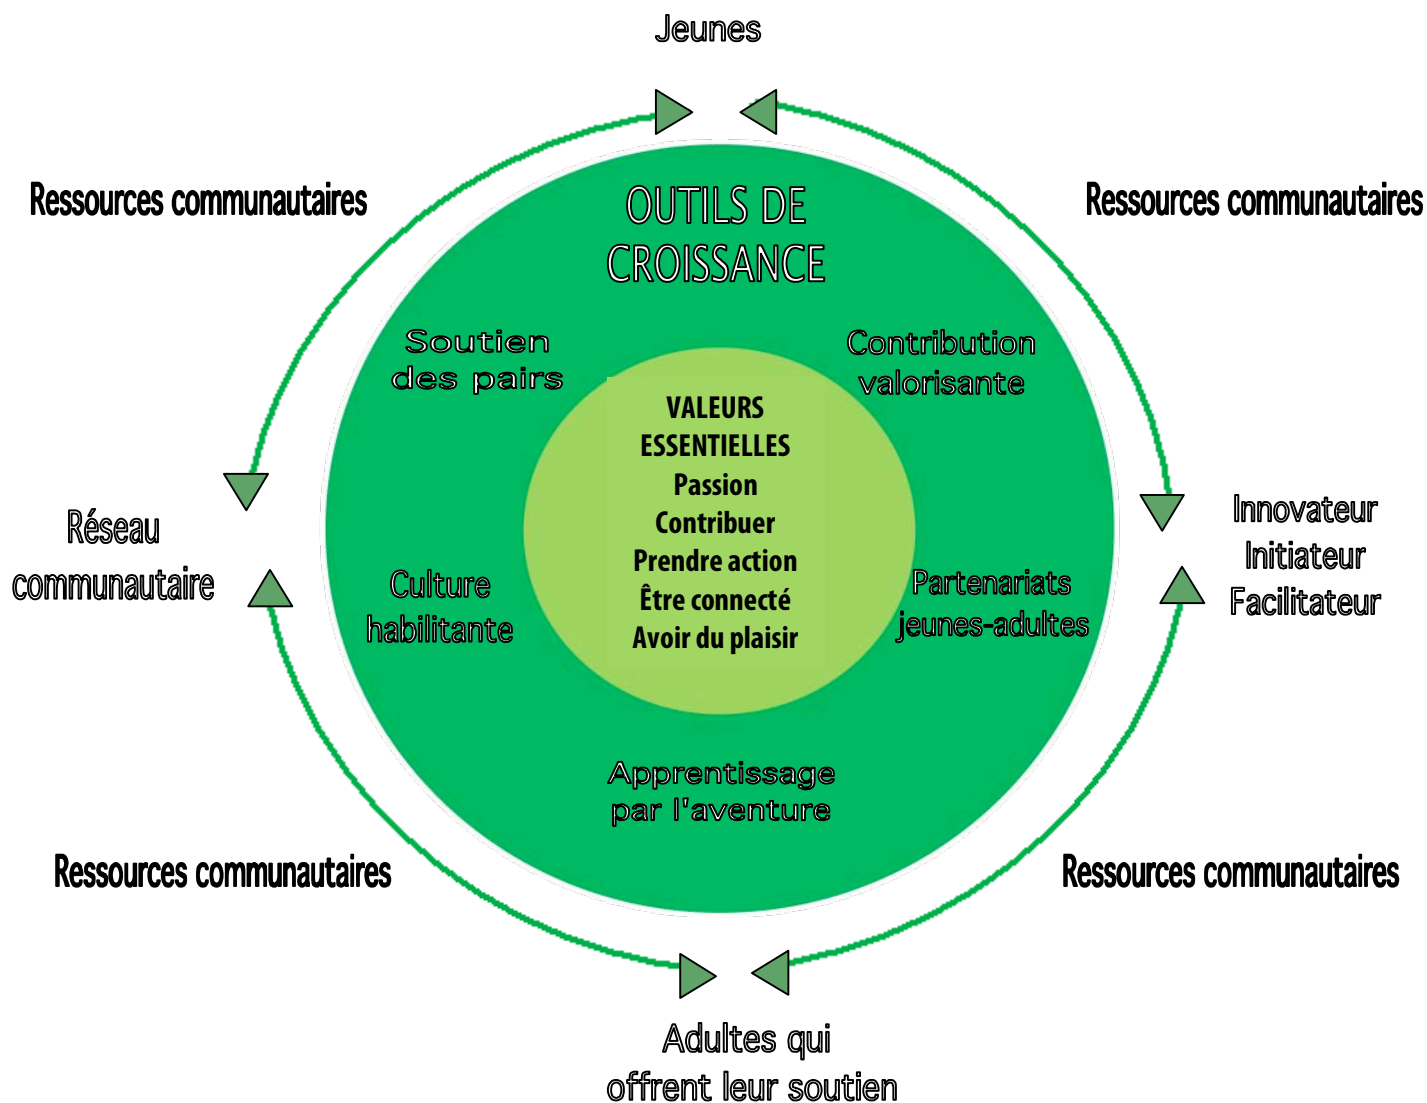 Jeunes
Ressources communautaires
Ressources communautaires
OUTILS DE
CROISSANCE
Soutien
des pairs
Contribution
valorisante
VALEURS
ESSENTIELLES
Passion
Contribuer
Prendre action
Être connecté
Avoir du plaisir
Réseau
communautaire
Innovateur
Initiateur
Facilitateur
Culture
habilitante
Partenariats
jeunes-adultes
Apprentissage
par l'aventure
Ressources communautaires
Ressources communautaires
Adultes qui
offrent leur soutien